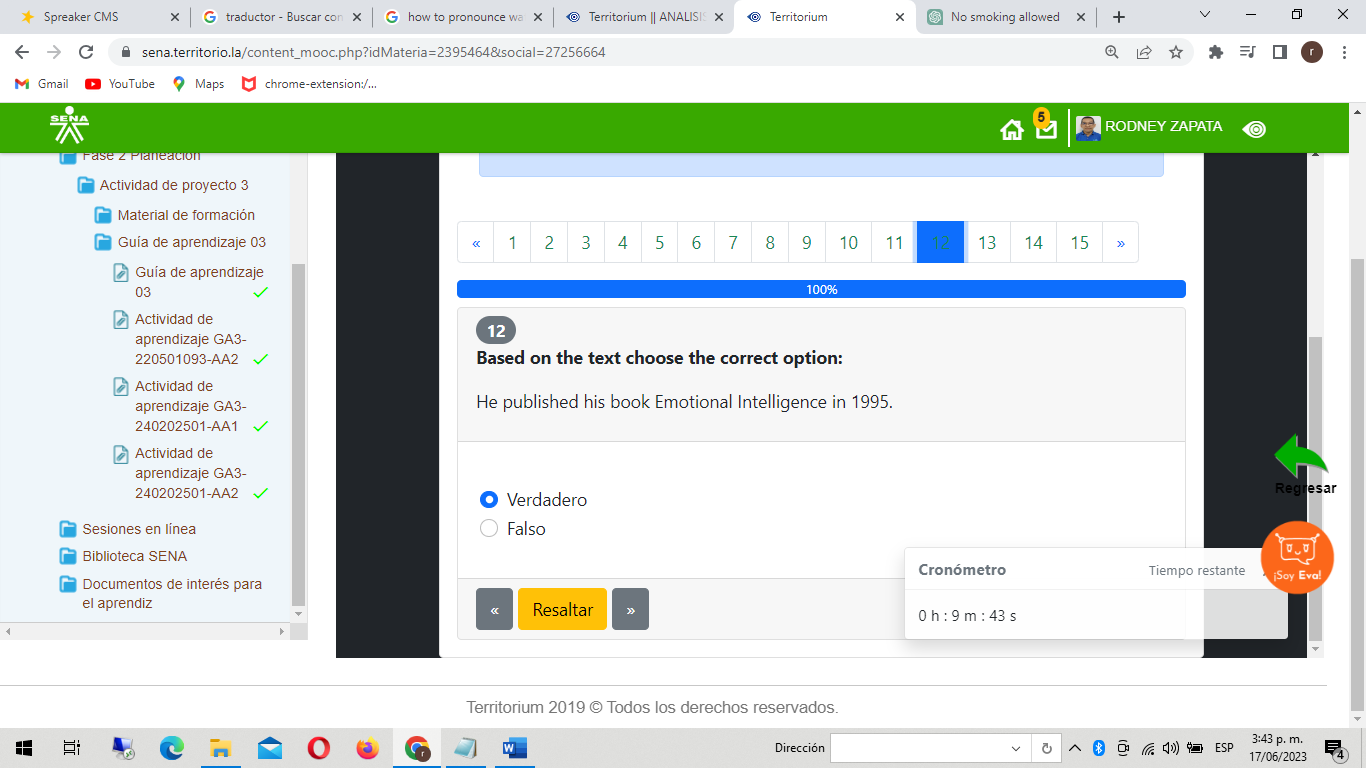 Speaker CMS
traductor - Buscar con
how to pronounce wa
Territorium || ANALISIS
Territorium
No smoking allowed
sena.territorio.la/content_mooc.php?idMateria=2395464&social=27256664
r
Gmail
YouTube
Maps
chrome-extension:/...
SENA
5
RODNEY ZAPATA
Fase 2 Planeación
Actividad de proyecto 3
Material de formación
Guía de aprendizaje 03
Guía de aprendizaje
03
Actividad de
aprendizaje GA3-
220501093-AA2
Actividad de
aprendizaje GA3-
240202501-AA1
Actividad de
aprendizaje GA3-
240202501-AA2
Sesiones en línea
Biblioteca SENA
Documentos de interés para
el aprendiz
« 1 2 3 4 5 6 7 8 9 10 11 12 13 14 15 »
100%
12
Based on the text choose the correct option:
He published his book Emotional Intelligence in 1995.
Verdadero
Falso
« Resaltar »
Regresar
¡Soy Eva!
Cronómetro
Tiempo restante
0 h : 9 m : 43 s
Territorium 2019 © Todos los derechos reservados.
Dirección
ESP
3:43 p. m.
17/06/2023
4